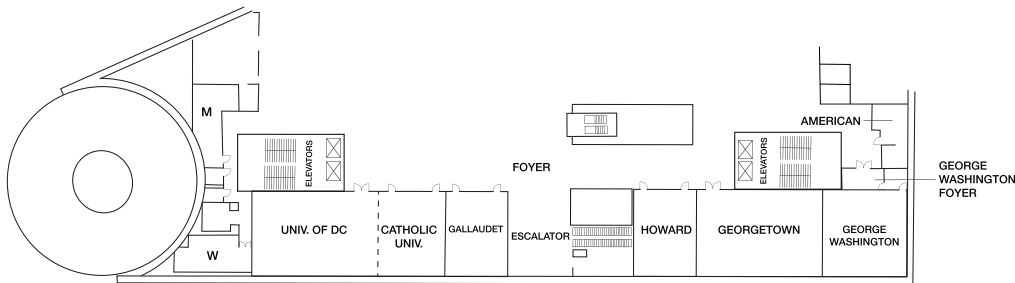 M
ELEVATORS
FOYER
UNIV. OF DC
CATHOLIC
UNIV.
GALLAUDET
ESCALATOR
HOWARD
GEORGETOWN
ELEVATORS
AMERICAN
GEORGE
WASHINGTON
FOYER
GEORGE
WASHINGTON
W